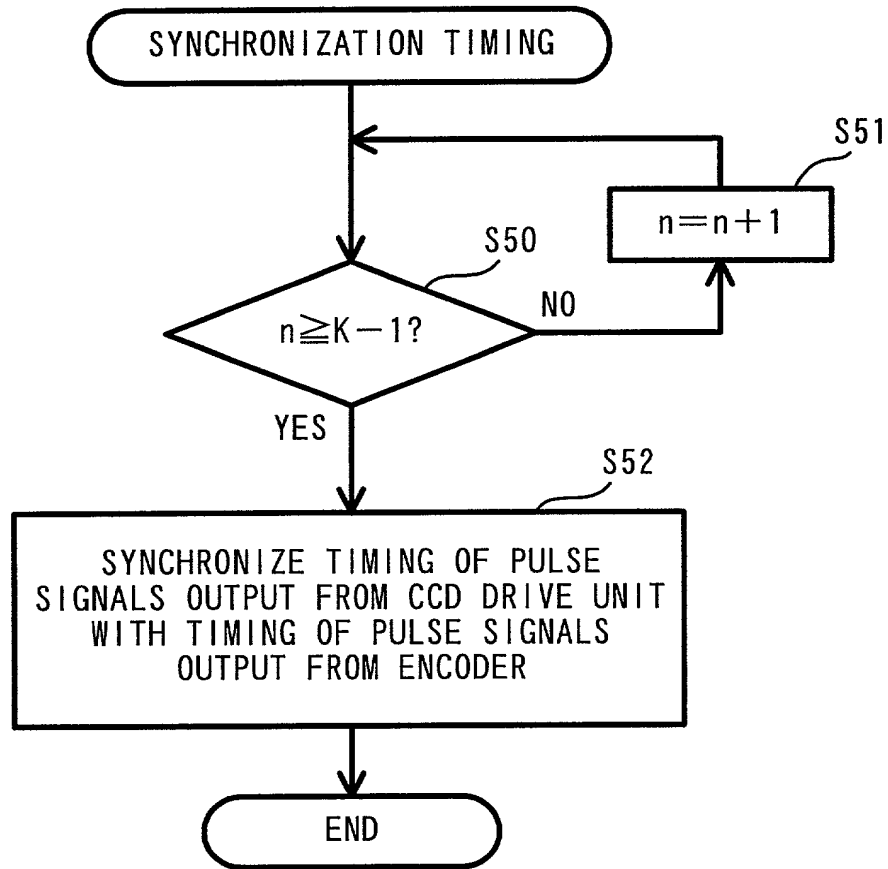 SYNCHRONIZATION TIMING
S51
n=n+1
S50
n≧K-1?
NO
YES
S52
SYNCHRONIZE TIMING OF PULSE
SIGNALS OUTPUT FROM CCD DRIVE UNIT
WITH TIMING OF PULSE SIGNALS
OUTPUT FROM ENCODER
END